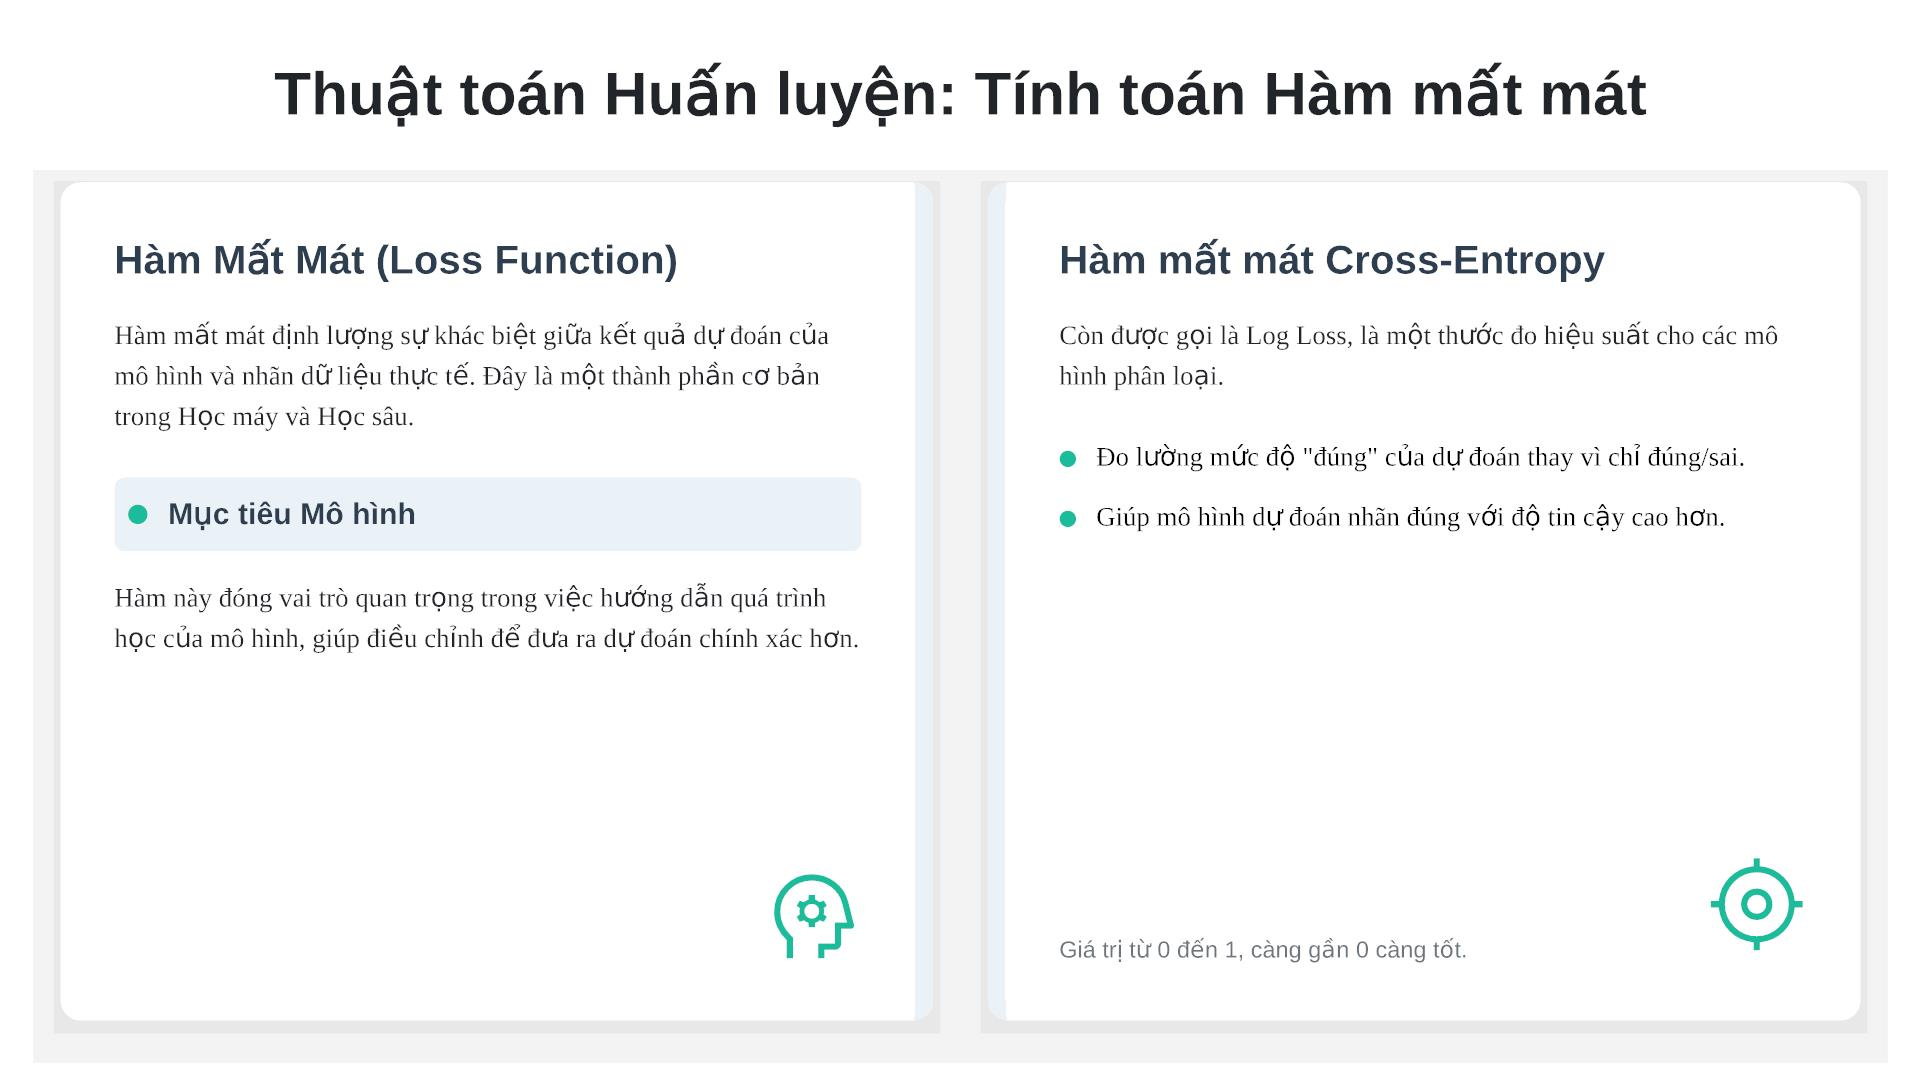 Thuật toán Huấn luyện: Tính toán Hàm mất mát
Hàm Mất Mát (Loss Function)
Hàm mất mát định lượng sự khác biệt giữa kết quả dự đoán của
mô hình và nhãn dữ liệu thực tế. Đây là một thành phần cơ bản
trong Học máy và Học sâu.
Mục tiêu Mô hình
Hàm này đóng vai trò quan trọng trong việc hướng dẫn quá trình
học của mô hình, giúp điều chỉnh để đưa ra dự đoán chính xác hơn.
Hàm mất mát Cross-Entropy
Còn được gọi là Log Loss, là một thước đo hiệu suất cho các mô
hình phân loại.
Đo lường mức độ "đúng" của dự đoán thay vì chỉ đúng/sai.
Giúp mô hình dự đoán nhãn đúng với độ tin cậy cao hơn.
Giá trị từ 0 đến 1, càng gần 0 càng tốt.